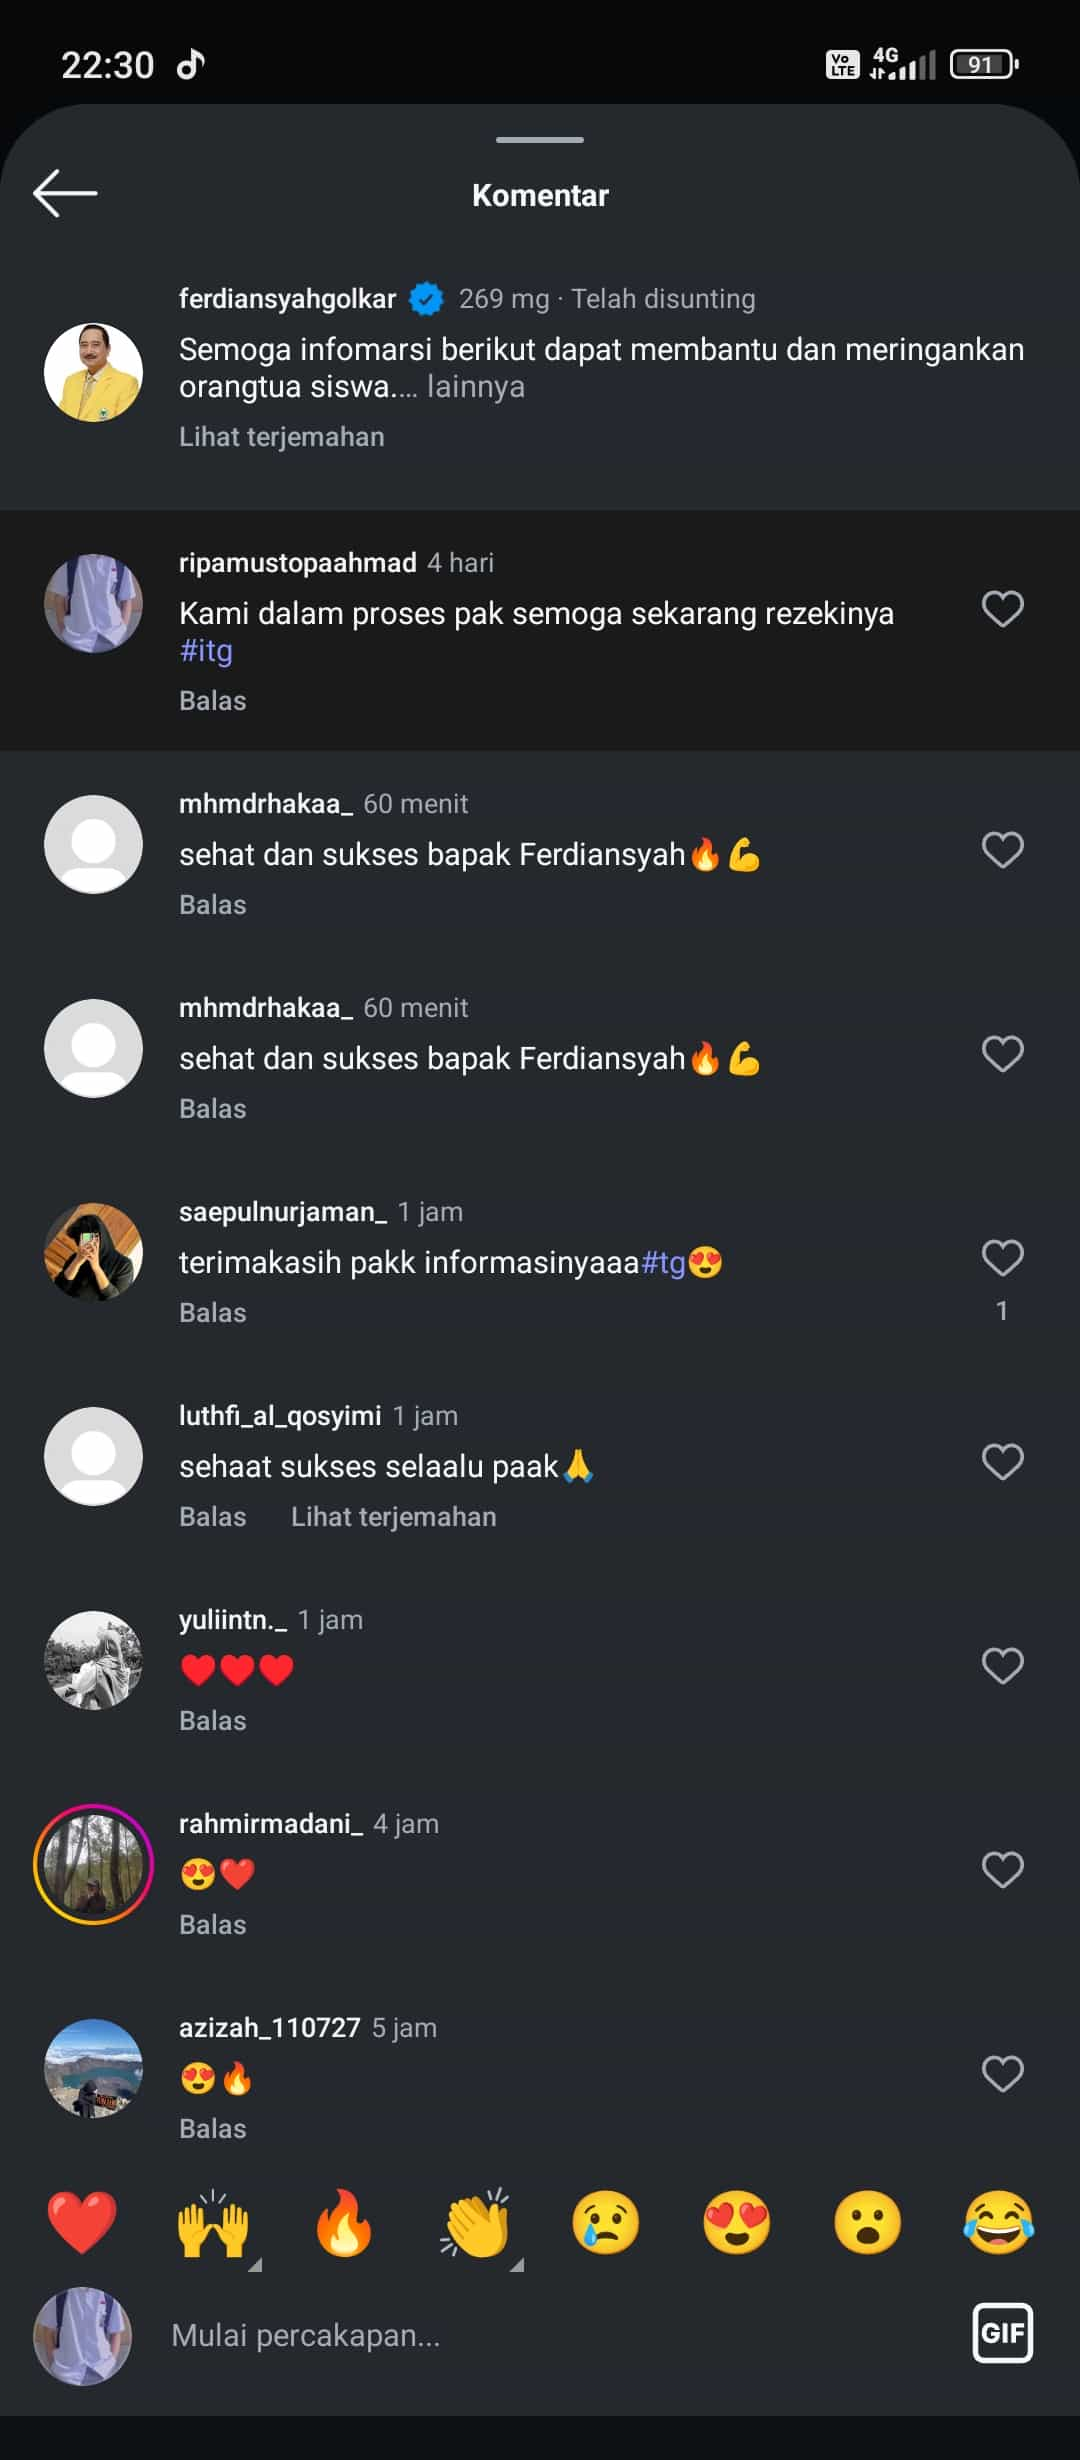 22:30
Vo LTE 4G 91
Komentar
ferdiansyahgolkar 269 mg · Telah disunting
Semoga infomarsi berikut dapat membantu dan meringankan
orangtua siswa.... lainnya
Lihat terjemahan
ripamustopaahmad 4 hari
Kami dalam proses pak semoga sekarang rezekinya
#itg
Balas
mhmdrhakaa_ 60 menit
sehat dan sukses bapak Ferdiansyah🔥💪
Balas
mhmdrhakaa_ 60 menit
sehat dan sukses bapak Ferdiansyah🔥💪
Balas
saepulnurjaman_ 1 jam
terimakasih pakk informasinyaaa#tg😍
1
Balas
luthfi_al_qosyimi 1 jam
sehaat sukses selaalu paak🙏
Balas Lihat terjemahan
yuliintn._ 1 jam
❤️❤️❤️
Balas
rahmirmadani_ 4 jam
😍❤️
Balas
azizah_110727 5 jam
😍🔥
Balas
❤️🙌🔥👏😢😍😮😂
Mulai percakapan...
GIF